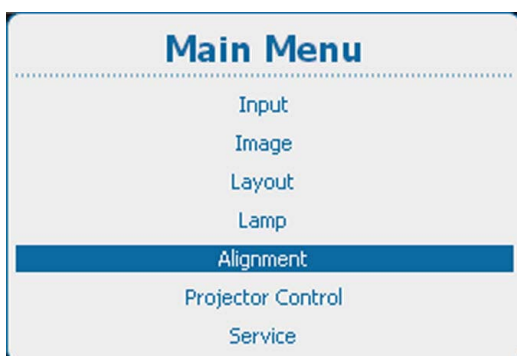 Main Menu
Input
Image
Layout
Lamp
Alignment
Projector Control
Service